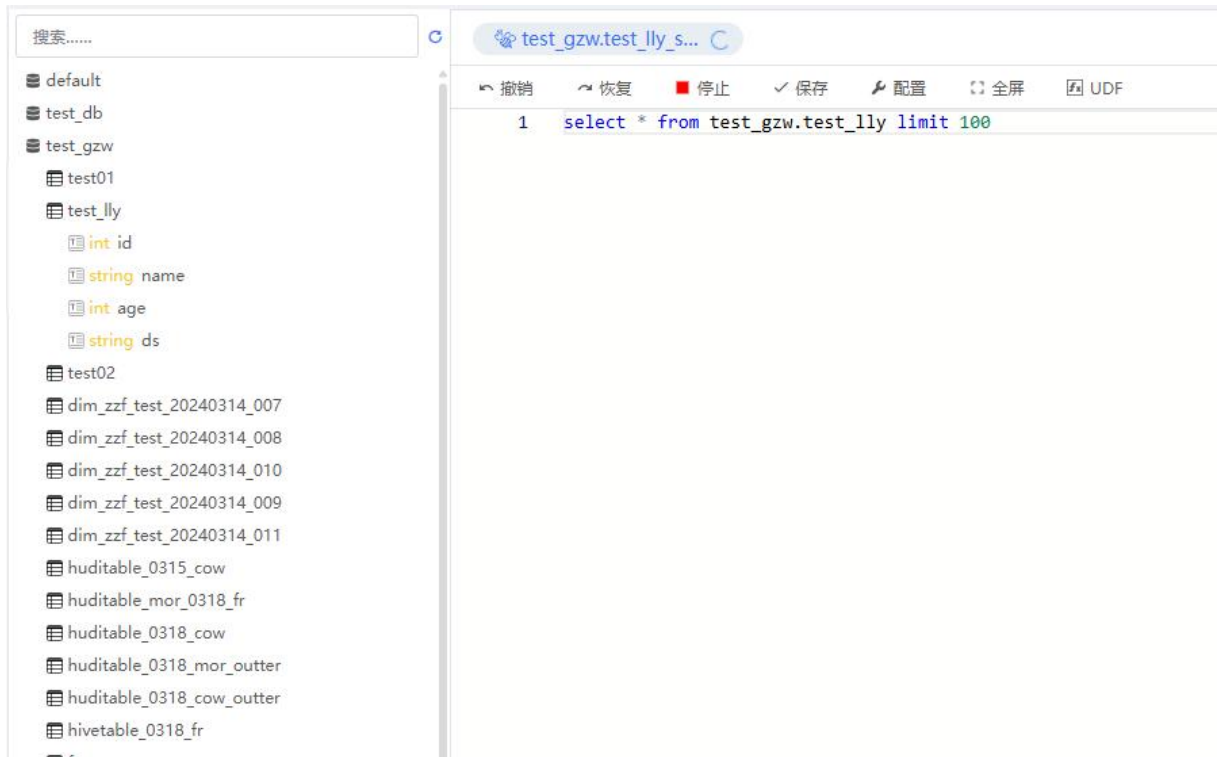 搜索......
default
test_db
test_gzw
test01
test_lly
int id
string name
int age
string ds
test02
dim_zzf_test_20240314_007
dim_zzf_test_20240314_008
dim_zzf_test_20240314_010
dim_zzf_test_20240314_009
dim_zzf_test_20240314_011
huditable_0315_cow
huditable_mor_0318_fr
huditable_0318_cow
huditable_0318_mor_outter
huditable_0318_cow_outter
hivetable_0318_fr
test_gzw.test_lly_s...
撤销 恢复 停止 保存 配置 全屏 UDF
1 select * from test_gzw.test_lly limit 100